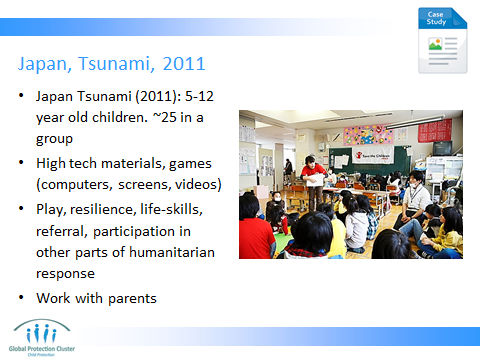 Case
Study
Japan, Tsunami, 2011
• Japan Tsunami (2011): 5-12
year old children. ~25 in a
group
• High tech materials, games
(computers, screens, videos)
• Play, resilience, life-skills,
referral, participation in
other parts of humanitarian
response
• Work with parents
Save the Children
Global Protection Cluster
Child Protection